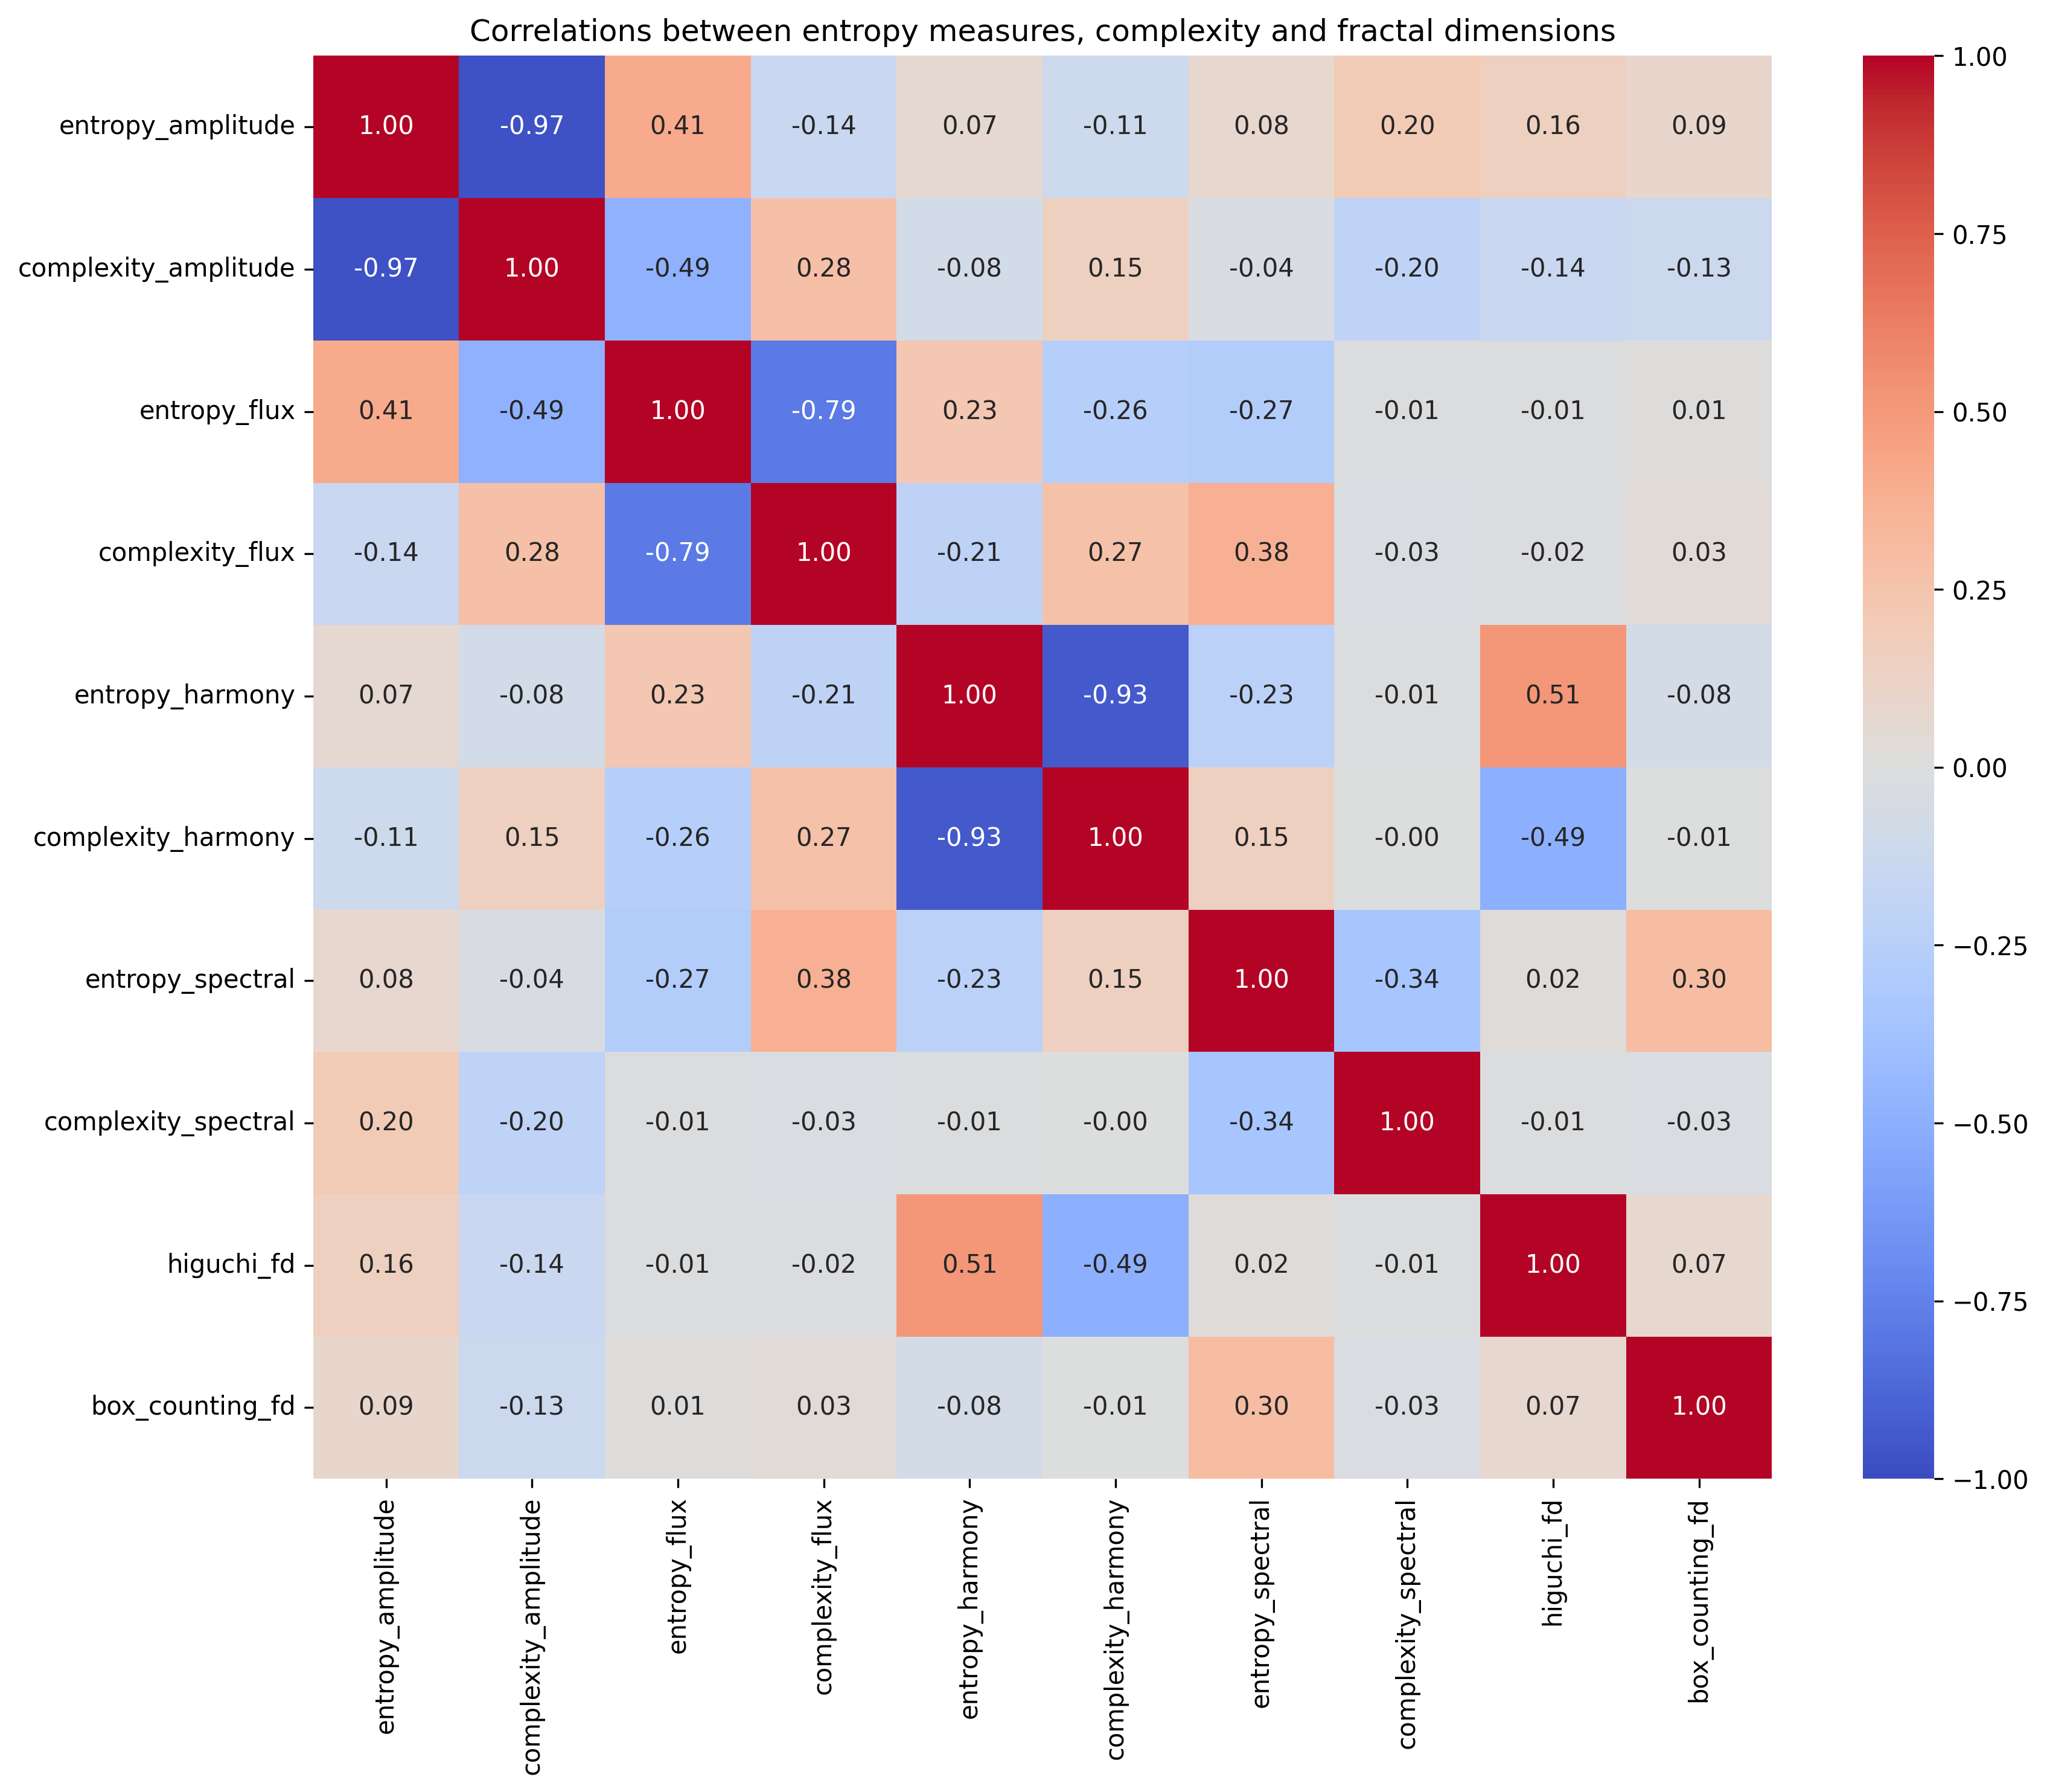 Correlations between entropy measures, complexity and fractal dimensions
entropy_amplitude 1.00 -0.97 0.41 -0.14 0.07 -0.11 0.08 0.20 0.16 0.09
complexity_amplitude -0.97 1.00 -0.49 0.28 -0.08 0.15 -0.04 -0.20 -0.14 -0.13
entropy_flux 0.41 -0.49 1.00 -0.79 0.23 -0.26 -0.27 -0.01 -0.01 0.01
complexity_flux -0.14 0.28 -0.79 1.00 -0.21 0.27 0.38 -0.03 -0.02 0.03
entropy_harmony 0.07 -0.08 0.23 -0.21 1.00 -0.93 -0.23 -0.01 0.51 -0.08
complexity_harmony -0.11 0.15 -0.26 0.27 -0.93 1.00 0.15 -0.00 -0.49 -0.01
entropy_spectral 0.08 -0.04 -0.27 0.38 -0.23 0.15 1.00 -0.34 0.02 0.30
complexity_spectral 0.20 -0.20 -0.01 -0.03 -0.01 -0.00 -0.34 1.00 -0.01 -0.03
higuchi_fd 0.16 -0.14 -0.01 -0.02 0.51 -0.49 0.02 -0.01 1.00 0.07
box_counting_fd 0.09 -0.13 0.01 0.03 -0.08 -0.01 0.30 -0.03 0.07 1.00
entropy_amplitude
complexity_amplitude
entropy_flux
complexity_flux
entropy_harmony
complexity_harmony
entropy_spectral
complexity_spectral
higuchi_fd
box_counting_fd
1.00
0.75
0.50
0.25
0.00
−0.25
−0.50
−0.75
−1.00